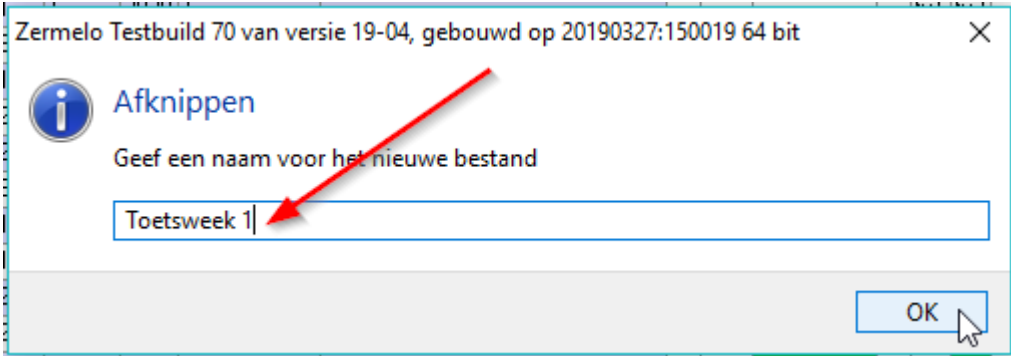 Zermelo Testbuild 70 van versie 19-04, gebouwd op 20190327:150019 64 bit
Afknippen
Geef een naam voor het nieuwe bestand
Toetsweek 1
OK